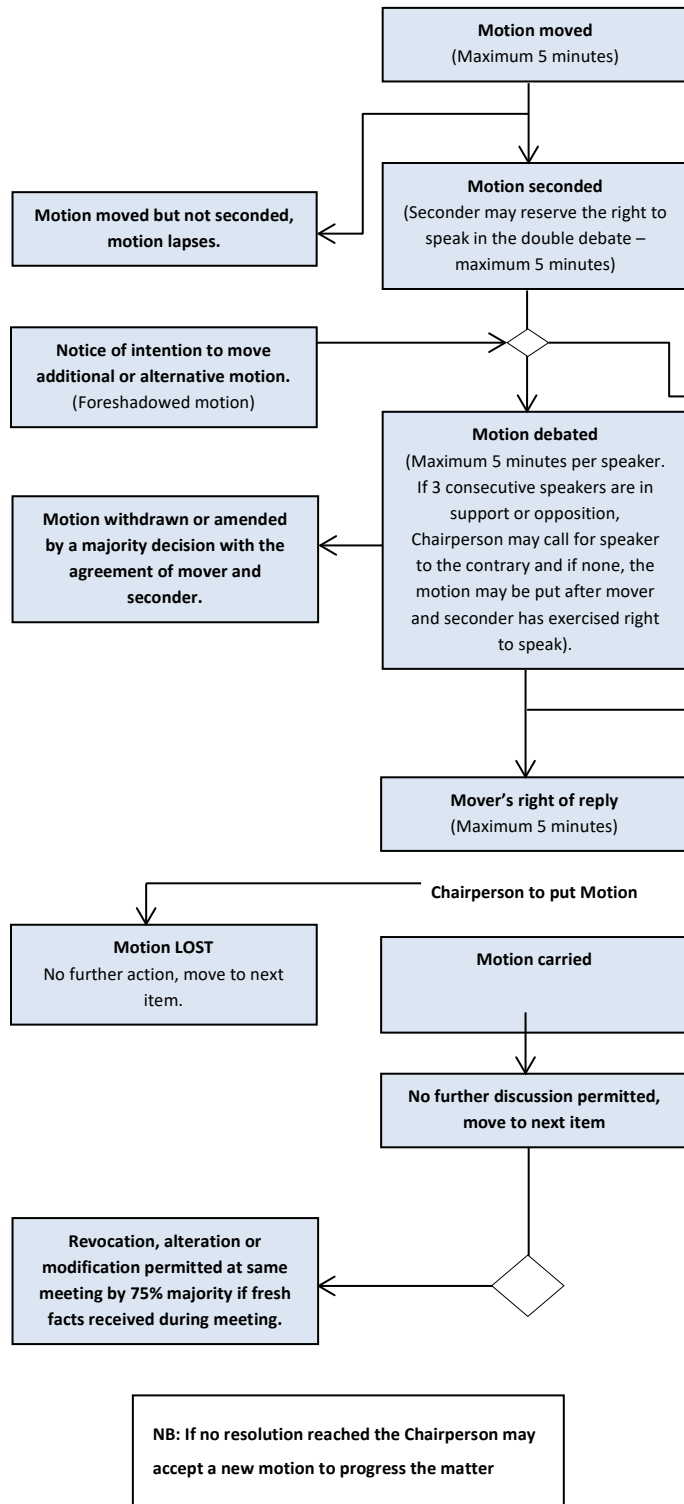 Motion moved
(Maximum 5 minutes)
Motion seconded
(Seconder may reserve the right to
speak in the double debate –
maximum 5 minutes)
Motion moved but not seconded,
motion lapses.
Notice of intention to move
additional or alternative motion.
(Foreshadowed motion)
Motion debated
(Maximum 5 minutes per speaker.
If 3 consecutive speakers are in
support or opposition,
Chairperson may call for speaker
to the contrary and if none, the
motion may be put after mover
and seconder has exercised right
to speak).
Motion withdrawn or amended
by a majority decision with the
agreement of mover and
seconder.
Mover’s right of reply
(Maximum 5 minutes)
Chairperson to put Motion
Motion LOST
No further action, move to next
item.
Motion carried
No further discussion permitted,
move to next item
Revocation, alteration or
modification permitted at same
meeting by 75% majority if fresh
facts received during meeting.
NB: If no resolution reached the Chairperson may
accept a new motion to progress the matter